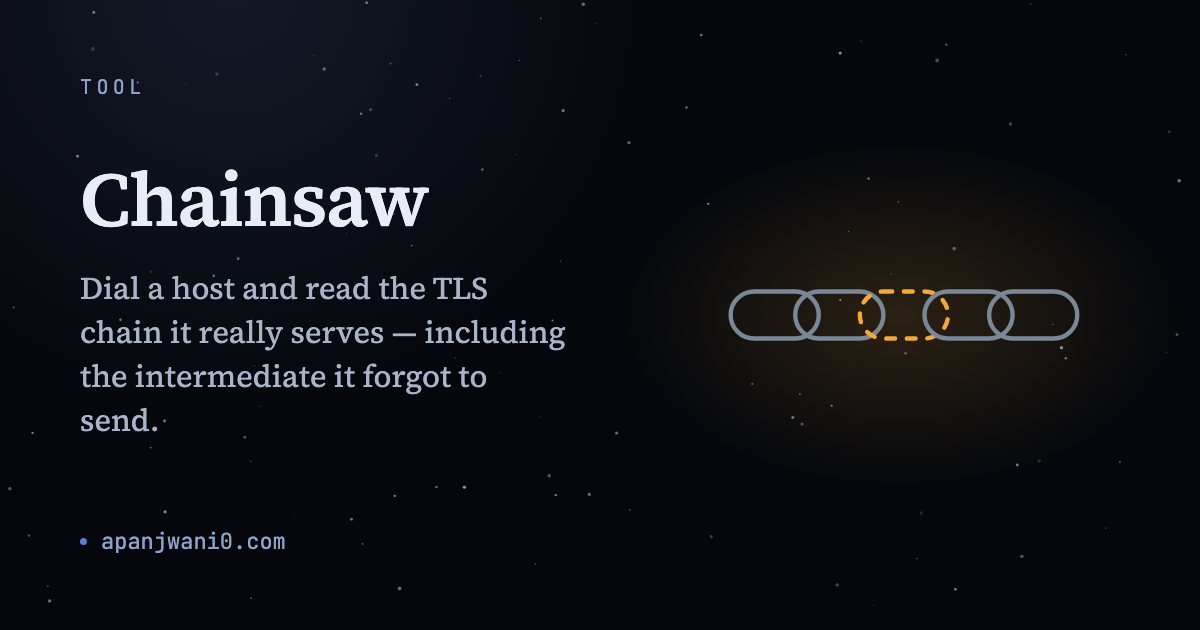 TOOL
Chainsaw
Dial a host and read the TLS
chain it really serves — including
the intermediate it forgot to
send.
apanjwani0.com